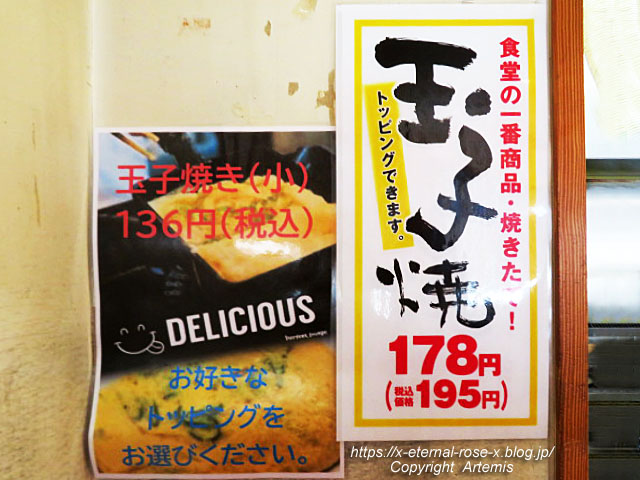 玉子焼き(小)
136円(税込)
DELICIOUS
お好きな
トッピングを
お選びください。
食堂の一番商品・焼きたて!
玉子焼
トッピングできます。
178円
(税込価格195円)
https://x-eternal-rose-x.blog.jp/
Copyright Artemis